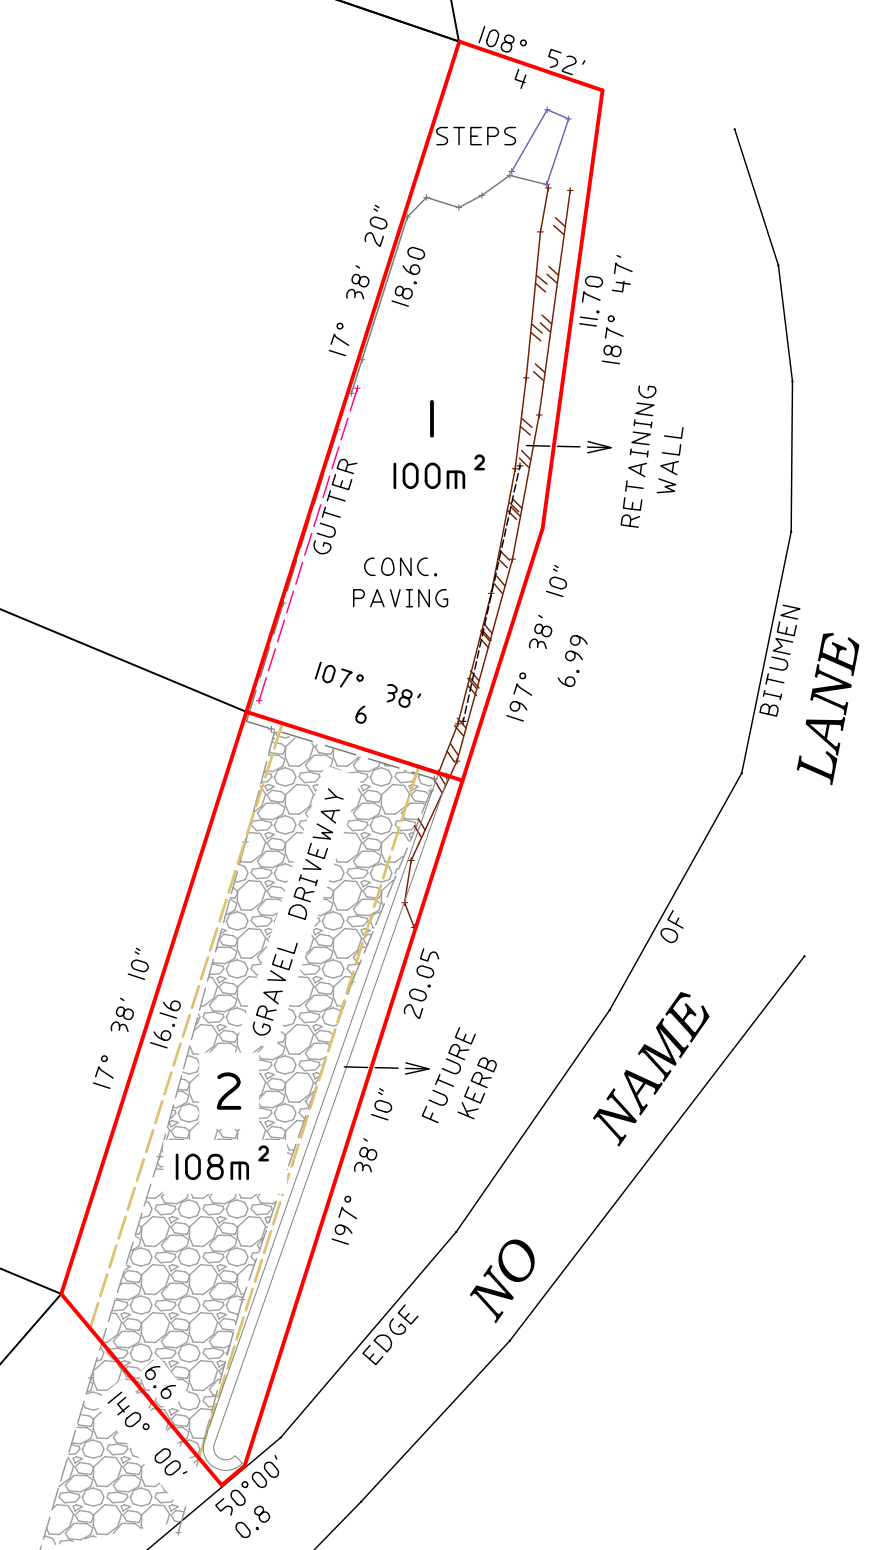 108° 52'
4
STEPS
17° 38' 20"
18.60
11.70
187° 47'
1
100m²
RETAINING
WALL
GUTTER
CONC.
PAVING
197° 38' 10"
6.99
107° 38'
6
BITUMEN
LANE
GRAVEL DRIVEWAY
OF
17° 38' 10"
16.16
20.05
NAME
FUTURE
KERB
2
108m²
197° 38' 10"
NO
EDGE
6.6
140° 00'
50°00'
0.8